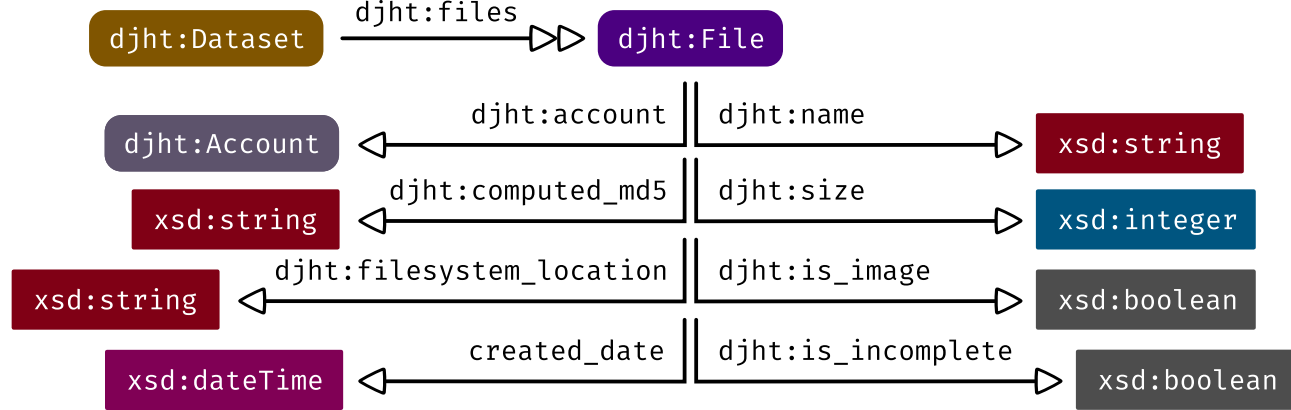 djht:files
djht:Dataset djht:File
djht:account djht:name
djht:Account xsd:string
djht:computed_md5 djht:size
xsd:string xsd:integer
djht:filesystem_location djht:is_image
xsd:string xsd:boolean
created_date djht:is_incomplete
xsd:dateTime xsd:boolean